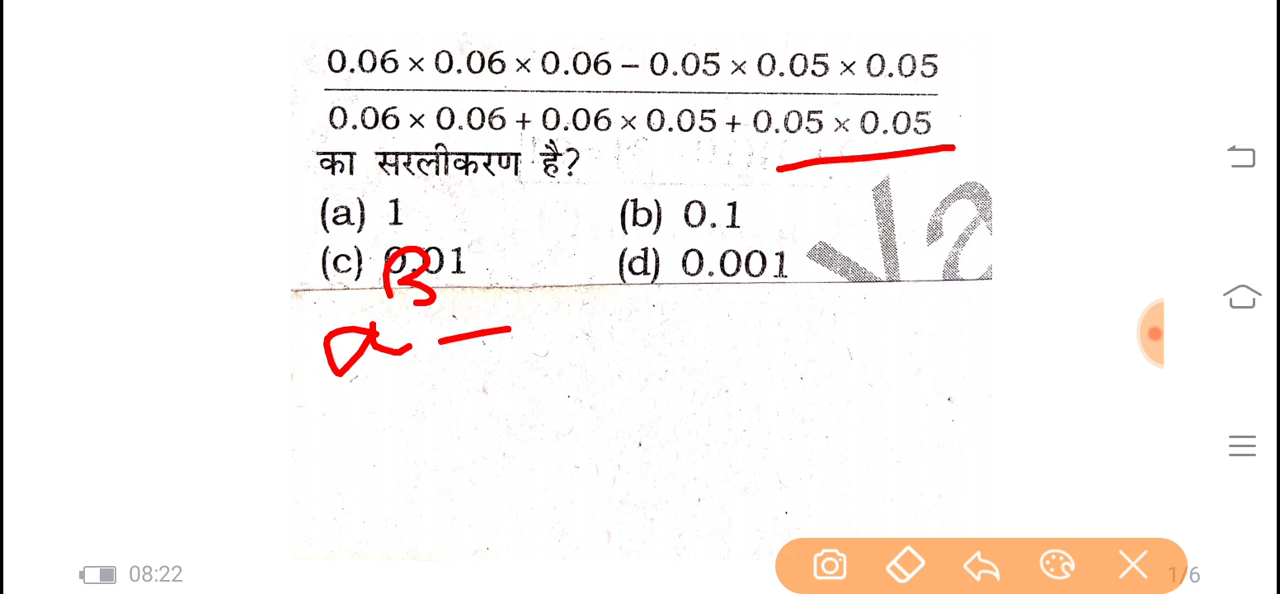 0.06 × 0.06 × 0.06 – 0.05 × 0.05 × 0.05
0.06 × 0.06 + 0.06 × 0.05 + 0.05 × 0.05
का सरलीकरण है?
(a) 1 (b) 0.1
(c) 0.01 (d) 0.001
a³ –
08:22
1/6